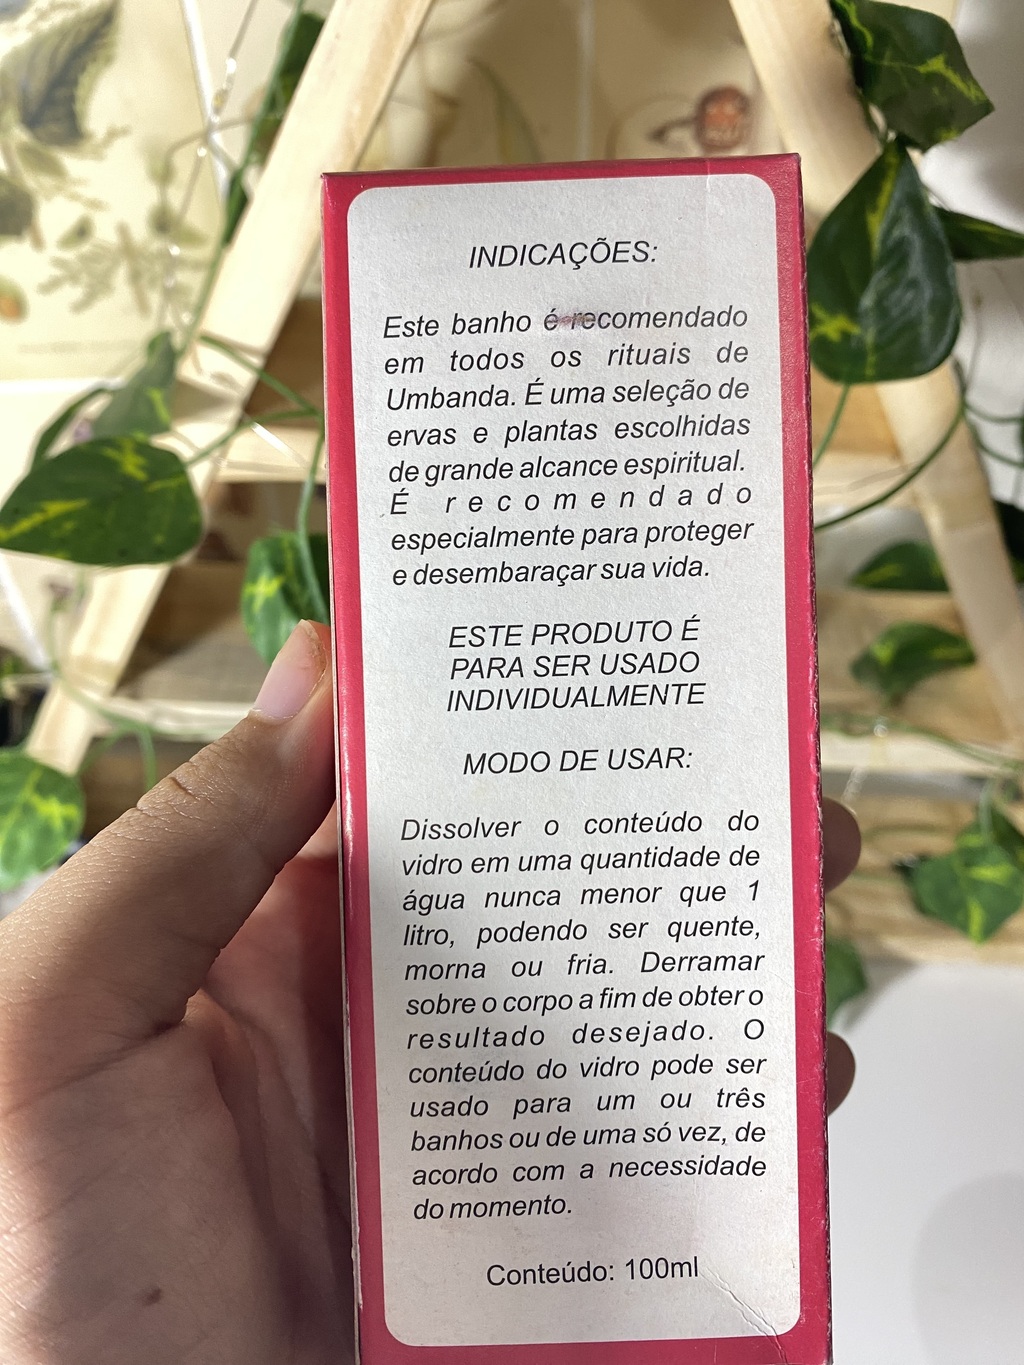 INDICAÇÕES:
Este banho é recomendado
em todos os rituais de
Umbanda. É uma seleção de
ervas e plantas escolhidas
de grande alcance espiritual.
É recomendado
especialmente para proteger
e desembaraçar sua vida.
ESTE PRODUTO É
PARA SER USADO
INDIVIDUALMENTE
MODO DE USAR:
Dissolver o conteúdo do
vidro em uma quantidade de
água nunca menor que 1
litro, podendo ser quente,
morna ou fria. Derramar
sobre o corpo a fim de obter o
resultado desejado. O
conteúdo do vidro pode ser
usado para um ou três
banhos ou de uma só vez, de
acordo com a necessidade
do momento.
Conteúdo: 100ml